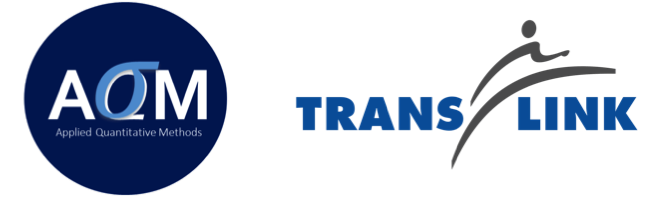 AQM
Applied Quantitative Methods
TRANS LINK